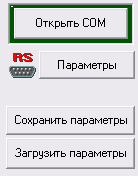 Открыть COM
RS
Параметры
Сохранить параметры
Загрузить параметры